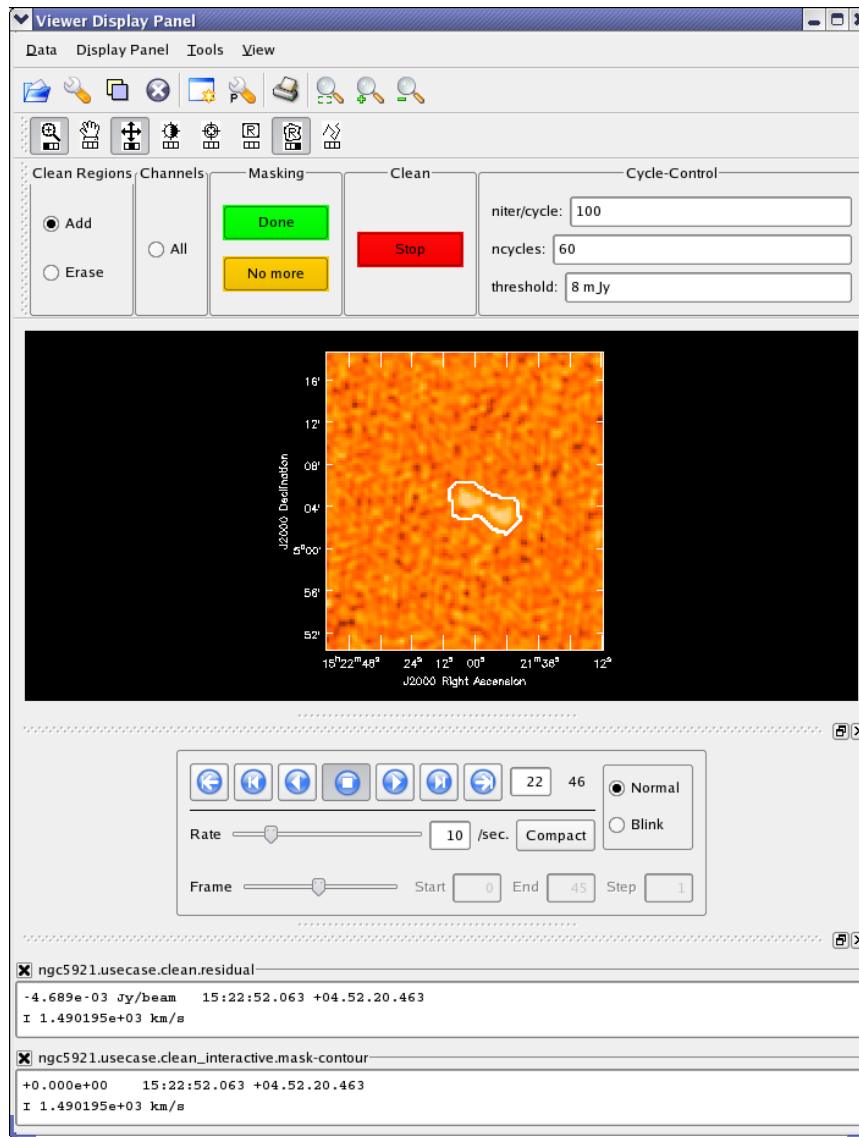 Viewer Display Panel
Data Display Panel Tools View
P
R R
Clean Regions Channels Masking Clean Cycle-Control
Add
Erase
All
Done
No more
Stop
niter/cycle: 100
ncycles: 60
threshold: 8 mJy
16'
12'
08'
04'
5°00'
56'
52'
J2000 Declination
15ʰ22ᵐ48ˢ 24ˢ 12ˢ 00ˢ 21ᵐ36ˢ 12ˢ
J2000 Right Ascension
22 46
Normal
Blink
Rate 10 /sec. Compact
Frame Start 0 End 45 Step 1
ngc5921.usecase.clean.residual
-4.689e-03 Jy/beam 15:22:52.063 +04.52.20.463
I 1.490195e+03 km/s
ngc5921.usecase.clean_interactive.mask-contour
+0.000e+00 15:22:52.063 +04.52.20.463
I 1.490195e+03 km/s